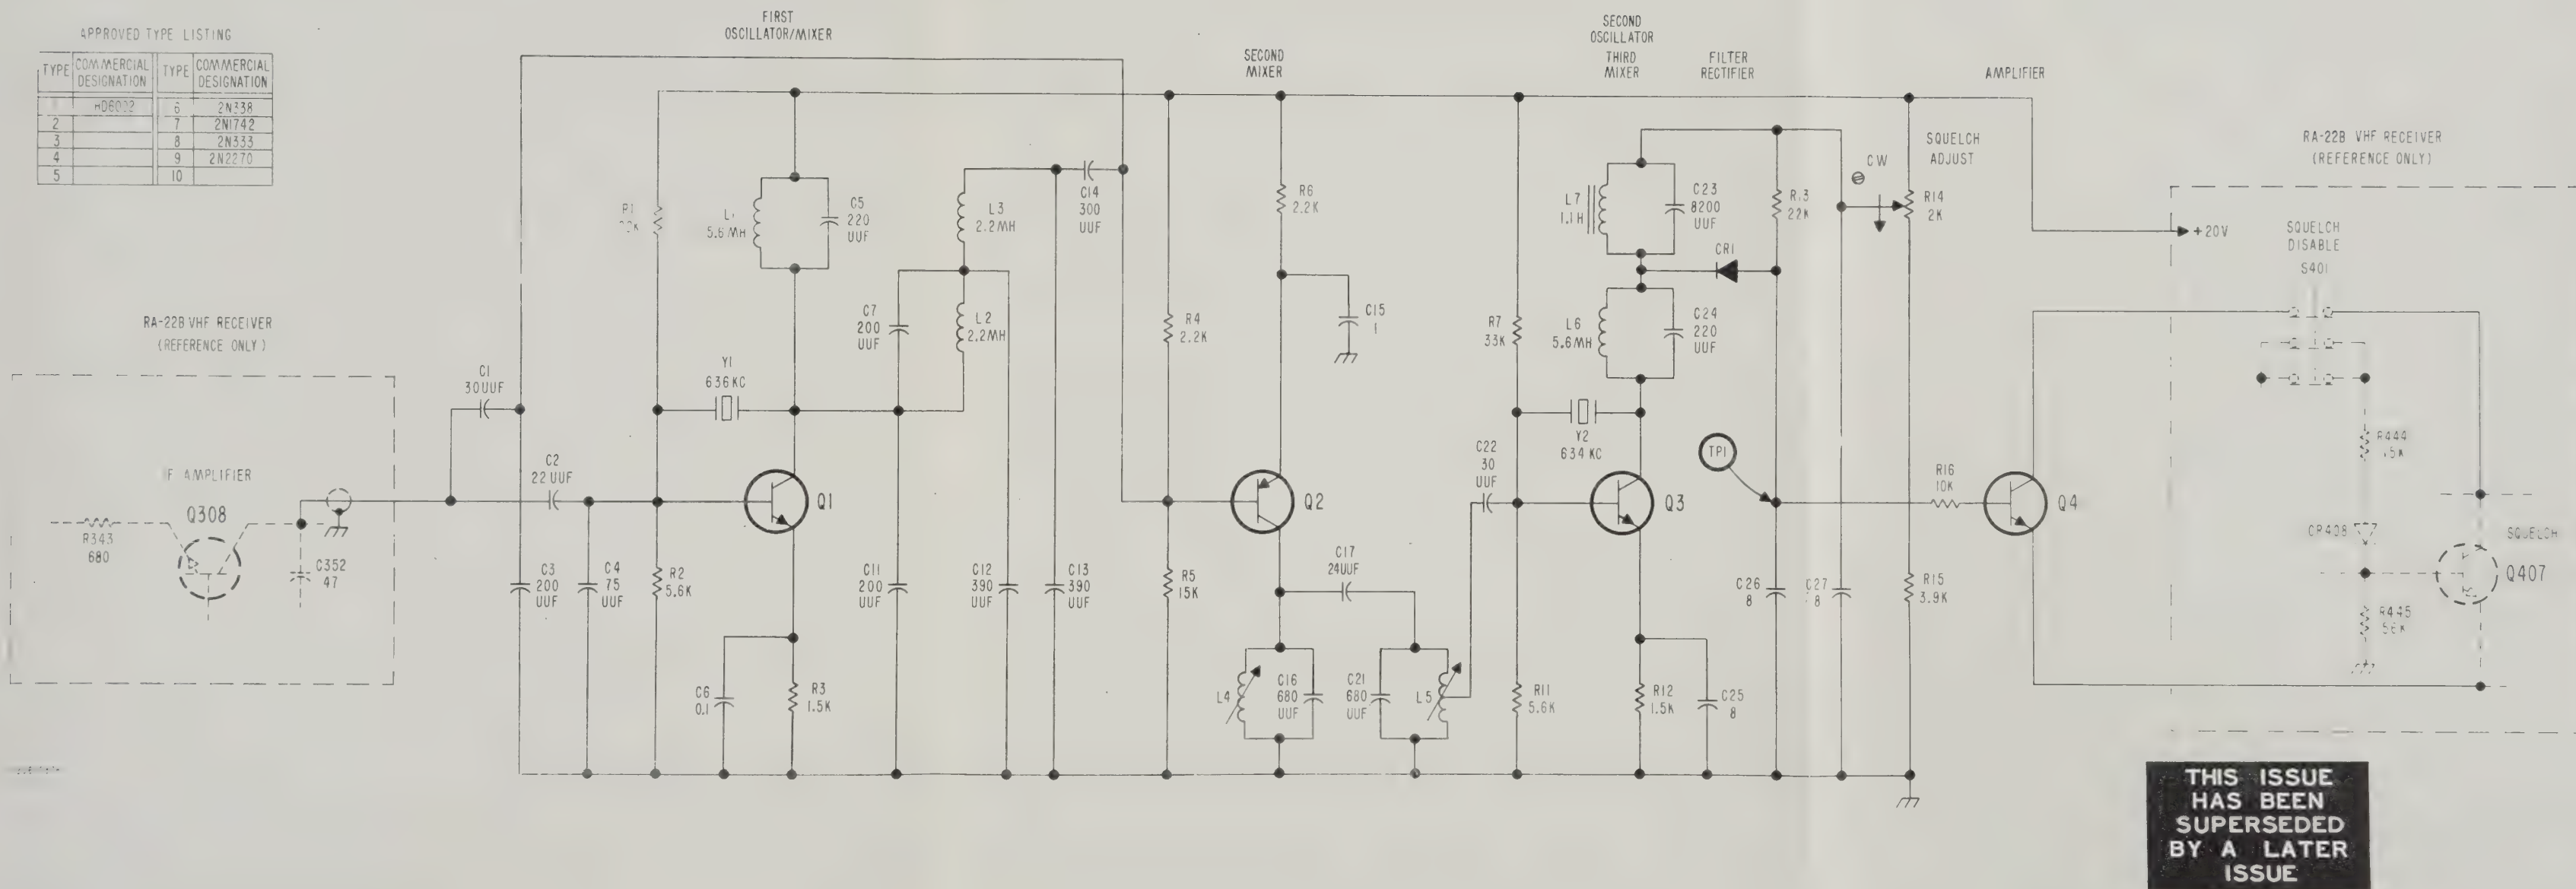 APPROVED TYPE LISTING
TYPE COMMERCIAL DESIGNATION TYPE COMMERCIAL DESIGNATION
HD6002 6 2N338
2 7 2N1742
3 8 2N333
4 9 2N2270
5 10
FIRST
OSCILLATOR/MIXER
SECOND
MIXER
SECOND
OSCILLATOR
THIRD
MIXER
FILTER
RECTIFIER
AMPLIFIER
SQUELCH
ADJUST
CW
RA-22B VHF RECEIVER
(REFERENCE ONLY)
IF AMPLIFIER
Q308
R343
680
C352
47
C1
30UUF
C2
22UUF
C3
200
UUF
C4
75
UUF
R1
R2
5.6K
Y1
636KC
L1
5.6MH
C5
220
UUF
Q1
C6
0.1
R3
1.5K
C7
200
UUF
L3
2.2MH
L2
2.2MH
C11
200
UUF
C12
390
UUF
C13
390
UUF
C14
300
UUF
R4
2.2K
R5
15K
R6
2.2K
C15
1
Q2
C17
24UUF
L4
C16
680
UUF
C21
680
UUF
L5
C22
30
UUF
R7
33K
R11
5.6K
Y2
634KC
L7
1.1H
C23
8200
UUF
L6
5.6MH
C24
220
UUF
CR1
R13
22K
Q3
R12
1.5K
C25
8
TP1
C26
8
C27
8
R14
2K
R15
3.9K
R16
10K
Q4
RA-22B VHF RECEIVER
(REFERENCE ONLY)
+20V
SQUELCH
DISABLE
S401
R444
CR408
R445
56K
SQUELCH
Q407
THIS ISSUE
HAS BEEN
SUPERSEDED
BY A LATER
ISSUE